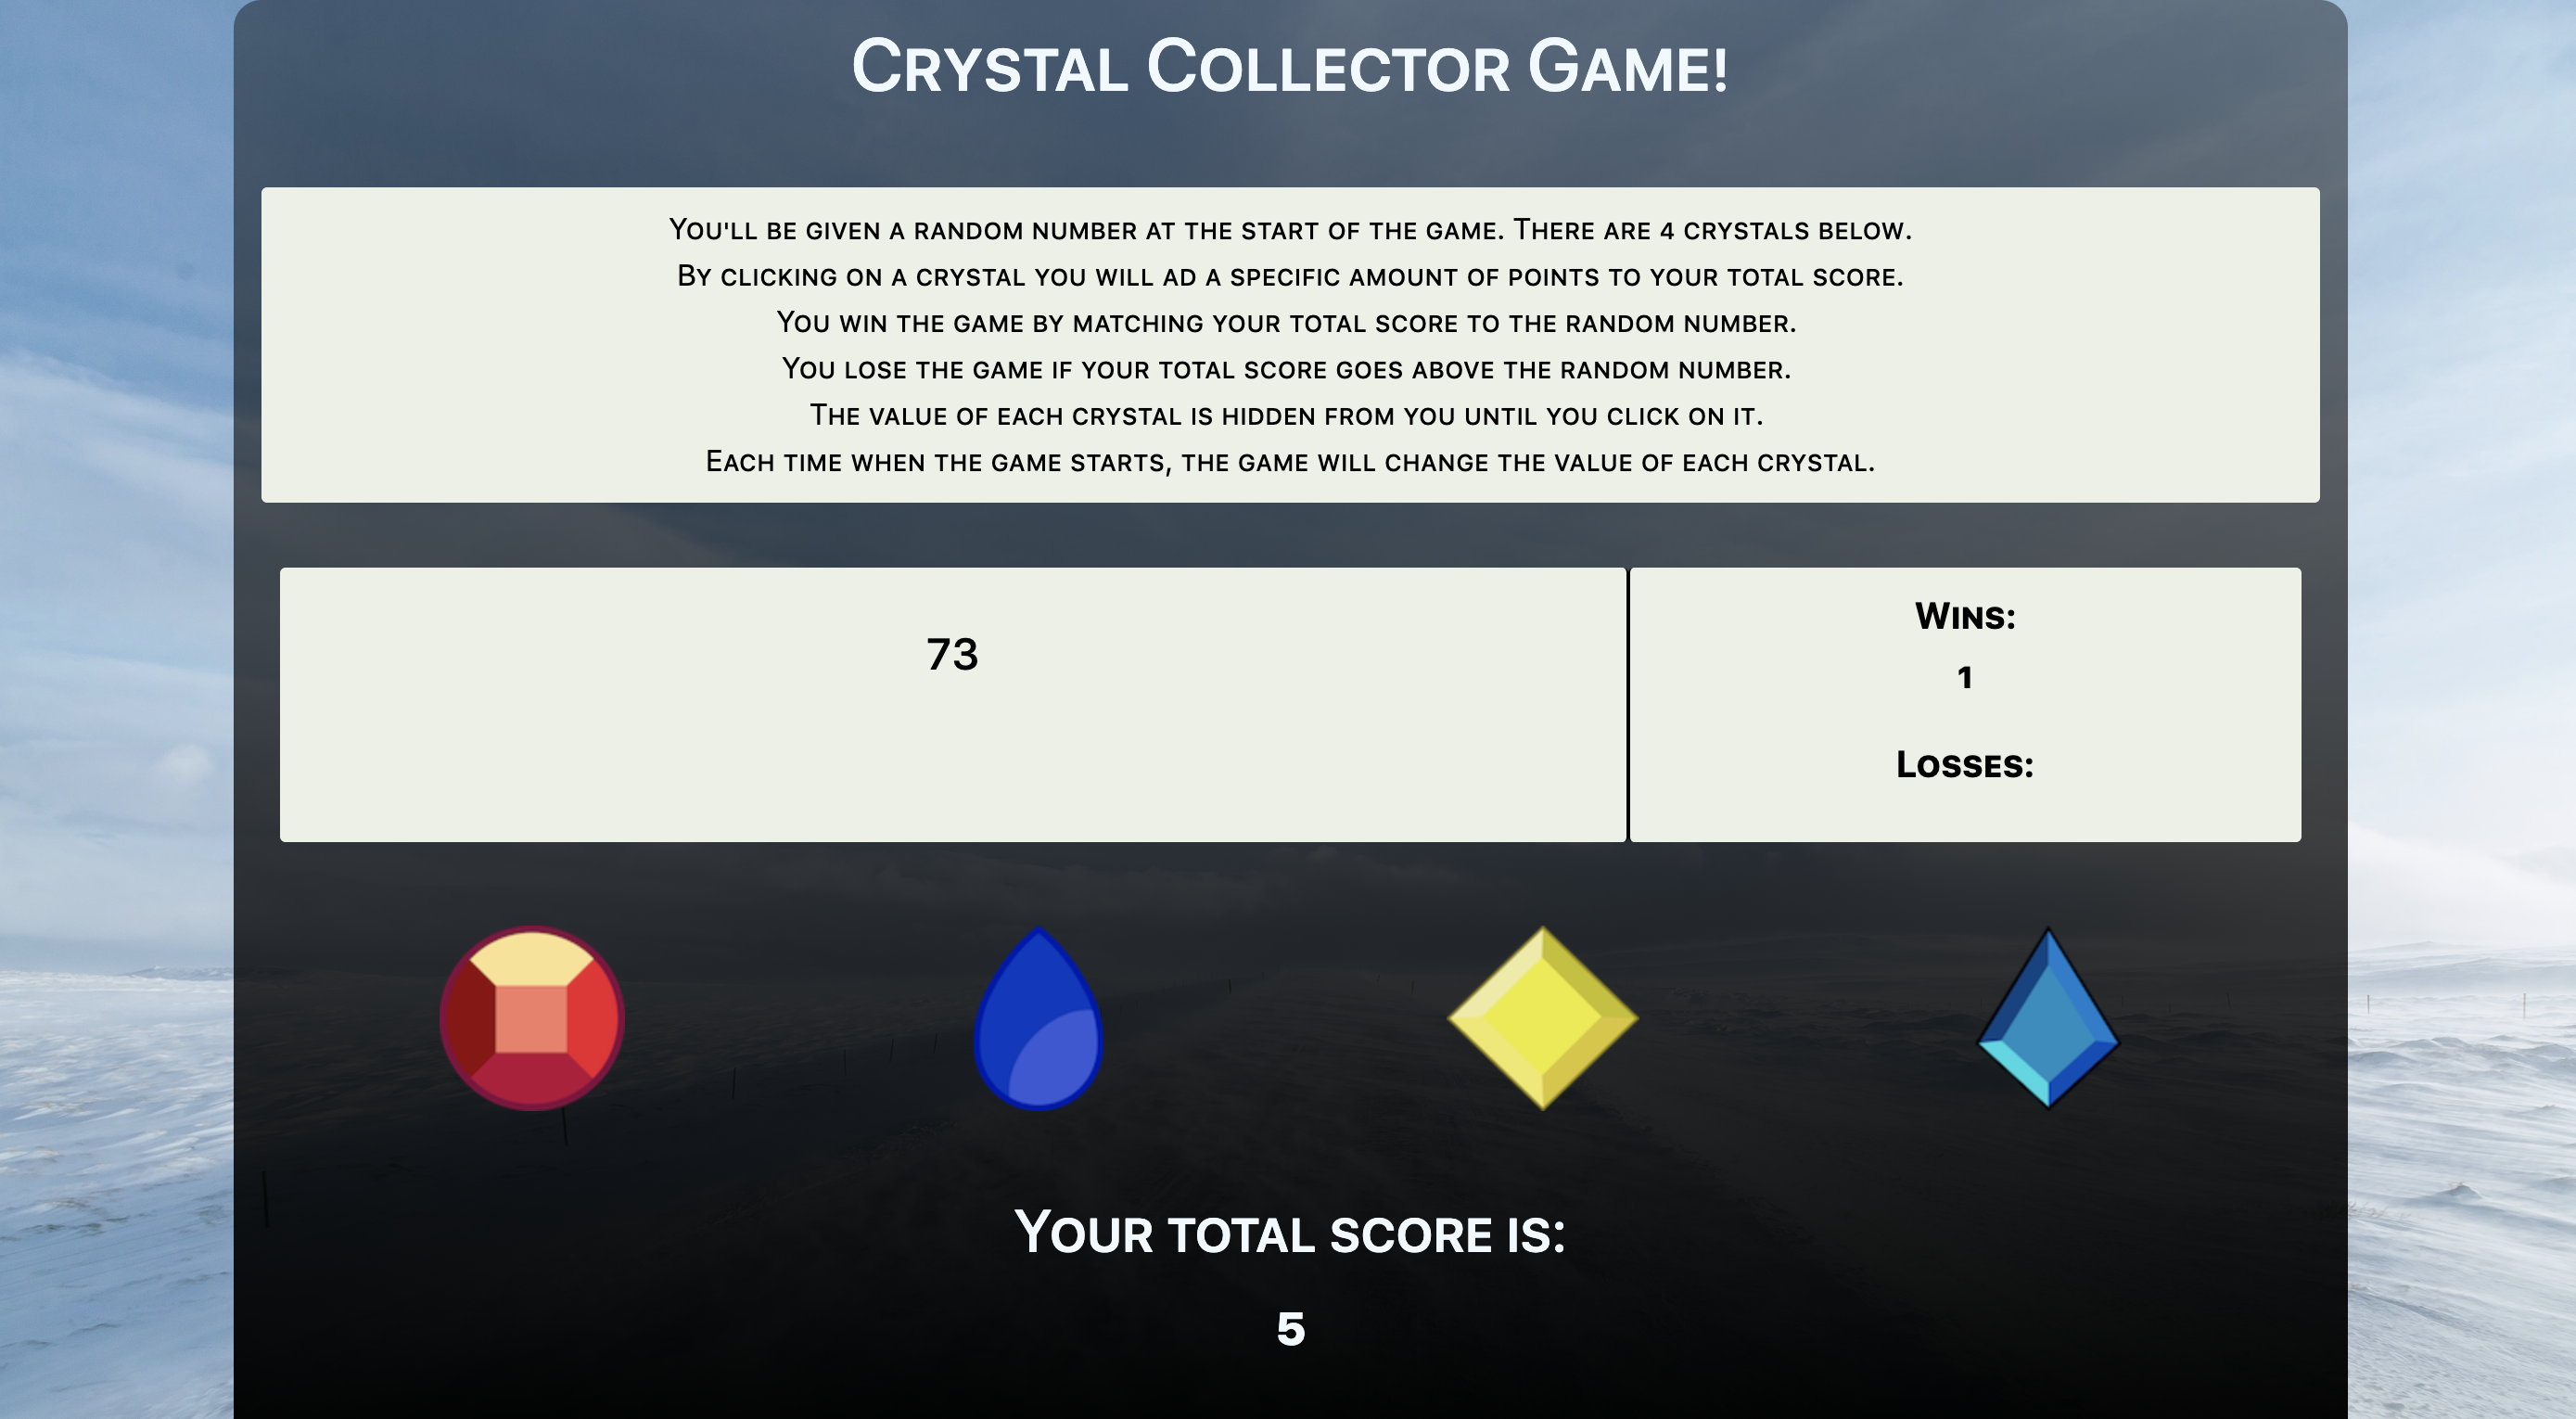 Crystal Collector Game!
You'll be given a random number at the start of the game. There are 4 crystals below.
By clicking on a crystal you will ad a specific amount of points to your total score.
You win the game by matching your total score to the random number.
You lose the game if your total score goes above the random number.
The value of each crystal is hidden from you until you click on it.
Each time when the game starts, the game will change the value of each crystal.
73
Wins:
1
Losses:
Your total score is:
5